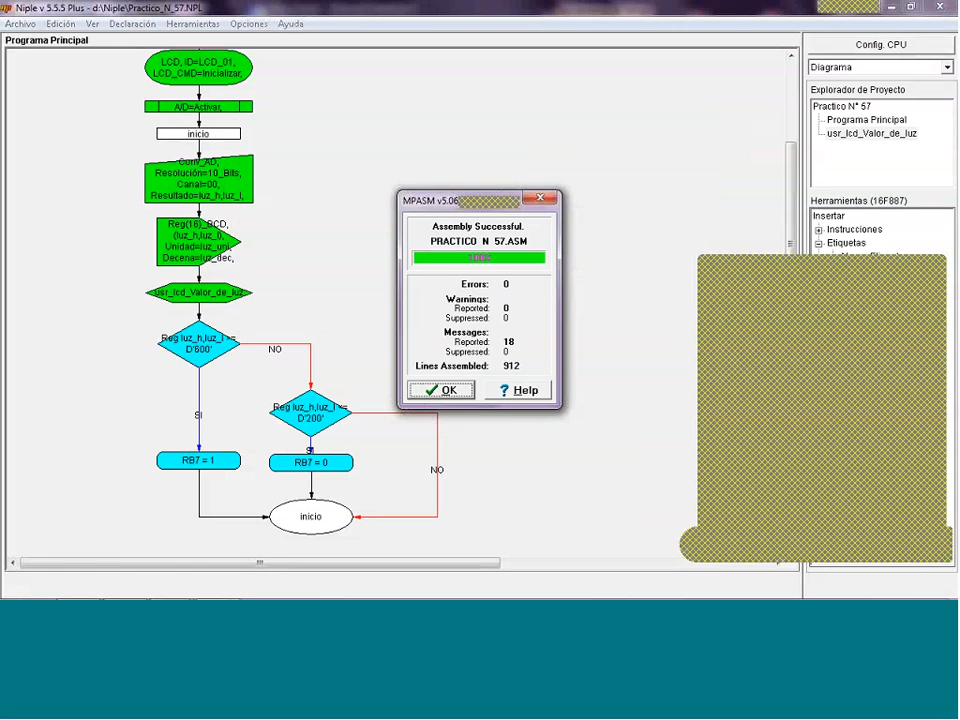 Niple v 5.5.5 Plus - d:\Niple\Practico_N_57.NPL
Archivo Edición Ver Declaración Herramientas Opciones Ayuda
Programa Principal
LCD, ID=LCD_01,
LCD_CMD=Inicializar,
A/D=Activar,
inicio
Conv_AD,
Resolución=10_Bits,
Canal=00,
Resultado=luz_h,luz_l,
Reg(16)_BCD,
(luz_h,luz_l),
Unidad=luz_uni,
Decena=luz_dec,
usr_lcd_Valor_de_luz
Reg luz_h,luz_l >=
D'600'
NO
SI
Reg luz_h,luz_l <=
D'200'
SI
NO
RB7 = 1
RB7 = 0
inicio
MPASM v5.06
Assembly Successful.
PRACTICO N 57.ASM
100%
Errors: 0
Warnings:
Reported: 0
Suppressed: 0
Messages:
Reported: 18
Suppressed: 0
Lines Assembled: 912
OK
Help
Config. CPU
Diagrama
Explorador de Proyecto
Practico N° 57
Programa Principal
usr_lcd_Valor_de_luz
Herramientas (16F887)
Insertar
Instrucciones
Etiquetas